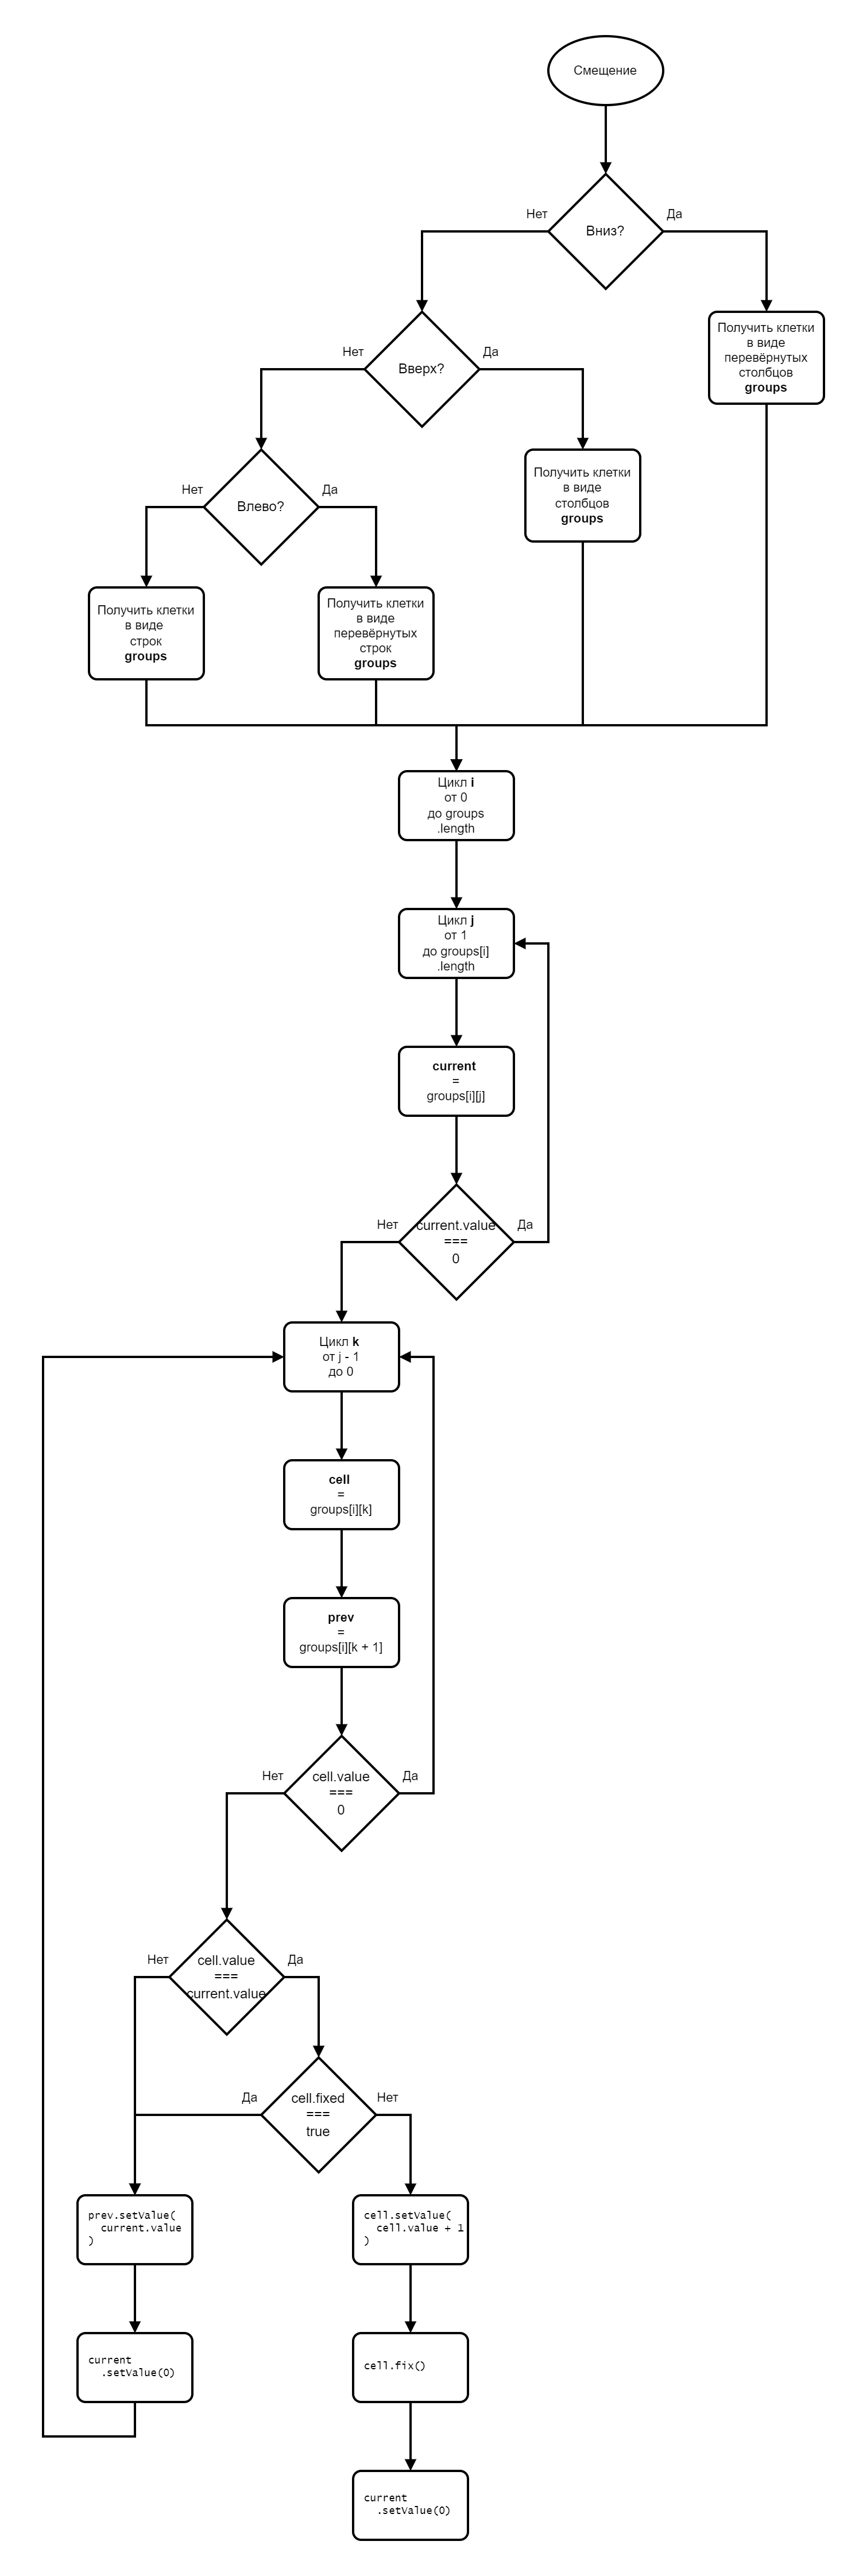 Смещение
Нет
Да
Вниз?
Получить клетки
в виде
перевёрнутых
столбцов
groups
Нет
Да
Вверх?
Получить клетки
в виде
столбцов
groups
Нет
Да
Влево?
Получить клетки
в виде
строк
groups
Получить клетки
в виде
перевёрнутых
строк
groups
Цикл i
от 0
до groups
.length
Цикл j
от 1
до groups[i]
.length
current
=
groups[i][j]
Нет
Да
current.value
===
0
Цикл k
от j - 1
до 0
cell
=
groups[i][k]
prev
=
groups[i][k + 1]
Нет
Да
cell.value
===
0
Нет
Да
cell.value
===
current.value
Да
Нет
cell.fixed
===
true
prev.setValue(
current.value
)
cell.setValue(
cell.value + 1
)
current
.setValue(0)
cell.fix()
current
.setValue(0)